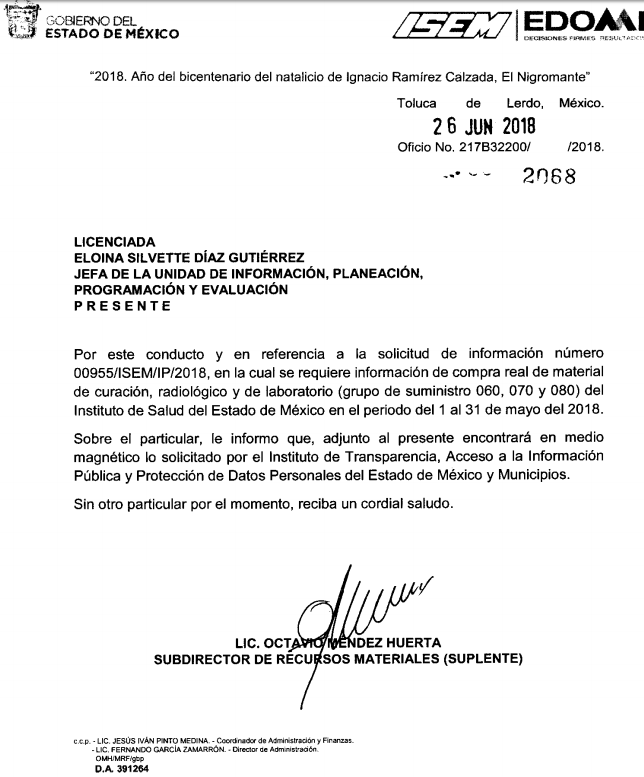 GOBIERNO DEL
ESTADO DE MÉXICO
ISEM
EDOMÉ
DECISIONES FIRMES, RESULTADOS
"2018. Año del bicentenario del natalicio de Ignacio Ramírez Calzada, El Nigromante"
Toluca de Lerdo, México.
26 JUN 2018
Oficio No. 217B32200/ /2018.
2068
LICENCIADA
ELOINA SILVETTE DÍAZ GUTIÉRREZ
JEFA DE LA UNIDAD DE INFORMACIÓN, PLANEACIÓN,
PROGRAMACIÓN Y EVALUACIÓN
P R E S E N T E
Por este conducto y en referencia a la solicitud de información número
00955/ISEM/IP/2018, en la cual se requiere información de compra real de material
de curación, radiológico y de laboratorio (grupo de suministro 060, 070 y 080) del
Instituto de Salud del Estado de México en el periodo del 1 al 31 de mayo del 2018.
Sobre el particular, le informo que, adjunto al presente encontrará en medio
magnético lo solicitado por el Instituto de Transparencia, Acceso a la Información
Pública y Protección de Datos Personales del Estado de México y Municipios.
Sin otro particular por el momento, reciba un cordial saludo.
LIC. OCTAVIO MÉNDEZ HUERTA
SUBDIRECTOR DE RECURSOS MATERIALES (SUPLENTE)
c.c.p. - LIC. JESÚS IVÁN PINTO MEDINA. - Coordinador de Administración y Finanzas.
- LIC. FERNANDO GARCÍA ZAMARRÓN. - Director de Administración.
OMH/MRF/gbp
D.A. 391264